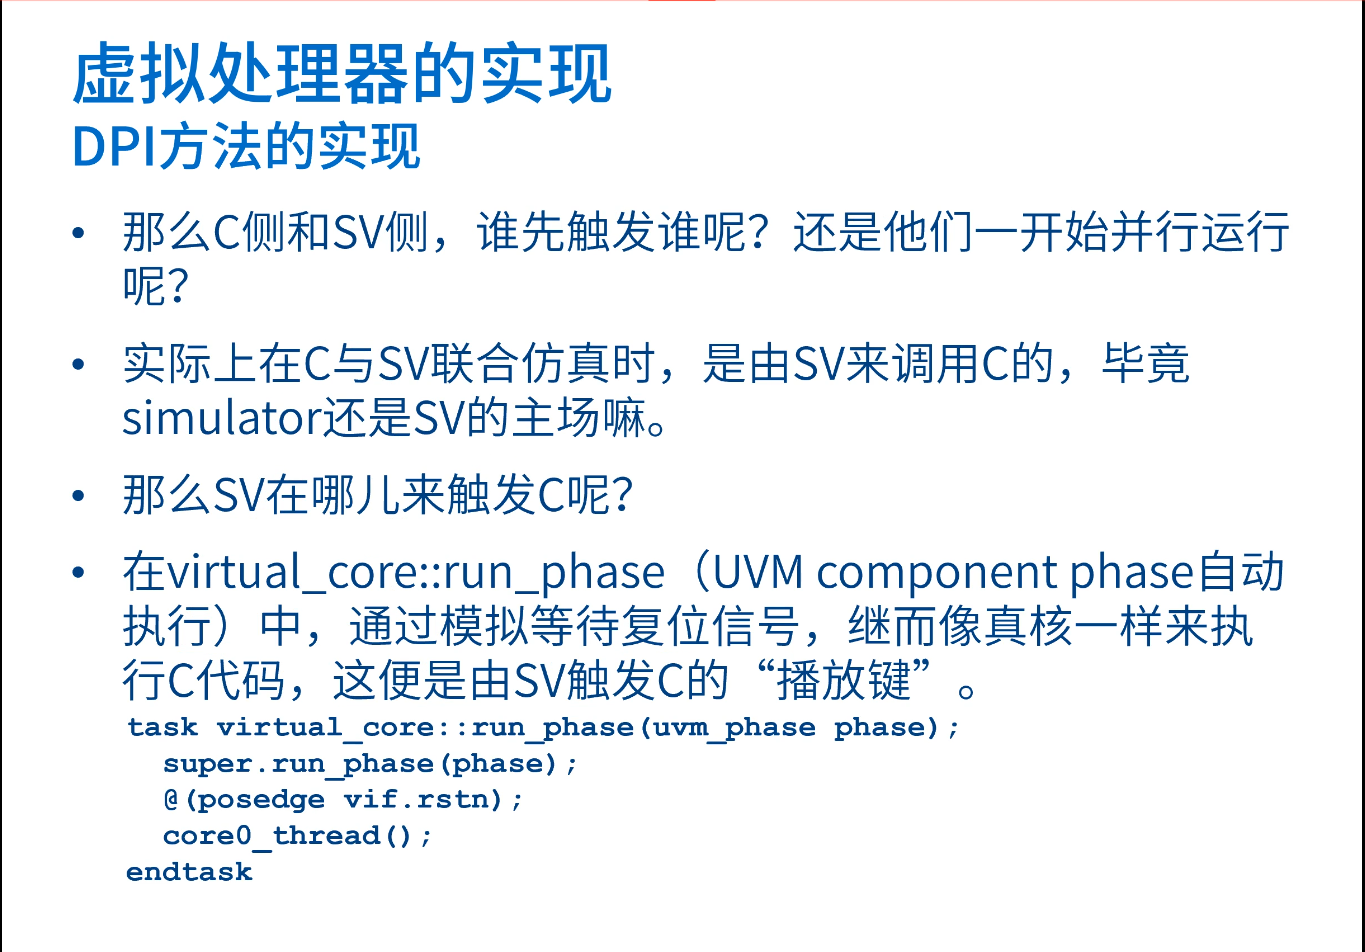 虚拟处理器的实现
DPI方法的实现
• 那么C侧和SV侧，谁先触发谁呢？还是他们一开始并行运行
呢？
• 实际上在C与SV联合仿真时，是由SV来调用C的，毕竟
simulator还是SV的主场嘛。
• 那么SV在哪儿来触发C呢？
• 在virtual_core::run_phase（UVM component phase自动
执行）中，通过模拟等待复位信号，继而像真核一样来执
行C代码，这便是由SV触发C的“播放键”。
task virtual_core::run_phase(uvm_phase phase);
super.run_phase(phase);
@(posedge vif.rstn);
core0_thread();
endtask